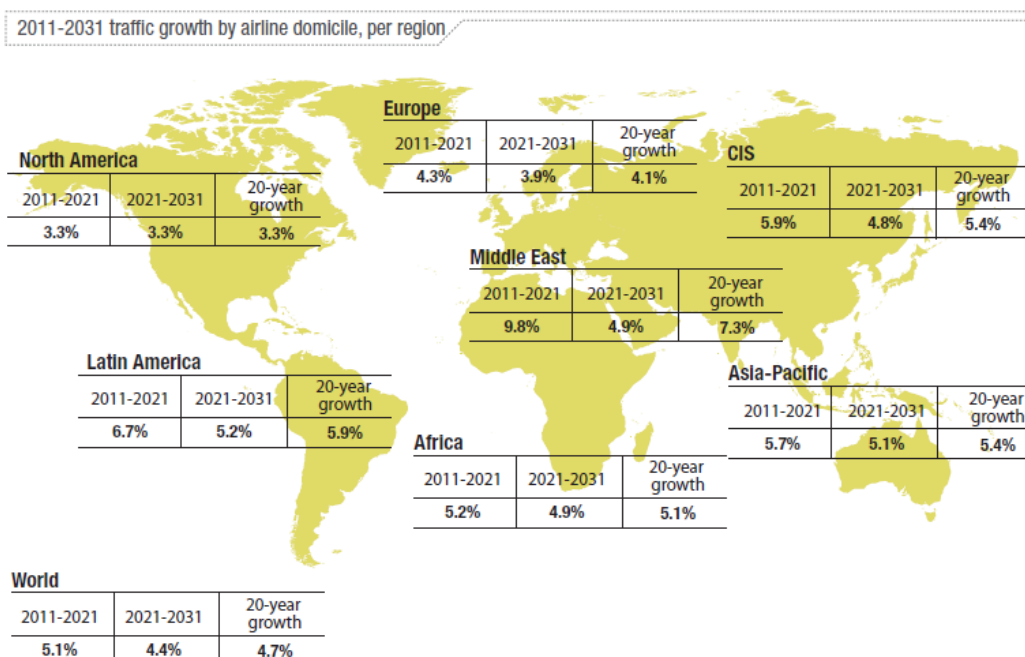 2011-2031 traffic growth by airline domicile, per region
Europe
2011-2021 2021-2031 20-year growth
4.3% 3.9% 4.1%
North America
2011-2021 2021-2031 20-year growth
3.3% 3.3% 3.3%
CIS
2011-2021 2021-2031 20-year growth
5.9% 4.8% 5.4%
Middle East
2011-2021 2021-2031 20-year growth
9.8% 4.9% 7.3%
Latin America
2011-2021 2021-2031 20-year growth
6.7% 5.2% 5.9%
Asia-Pacific
2011-2021 2021-2031 20-year growth
5.7% 5.1% 5.4%
Africa
2011-2021 2021-2031 20-year growth
5.2% 4.9% 5.1%
World
2011-2021 2021-2031 20-year growth
5.1% 4.4% 4.7%